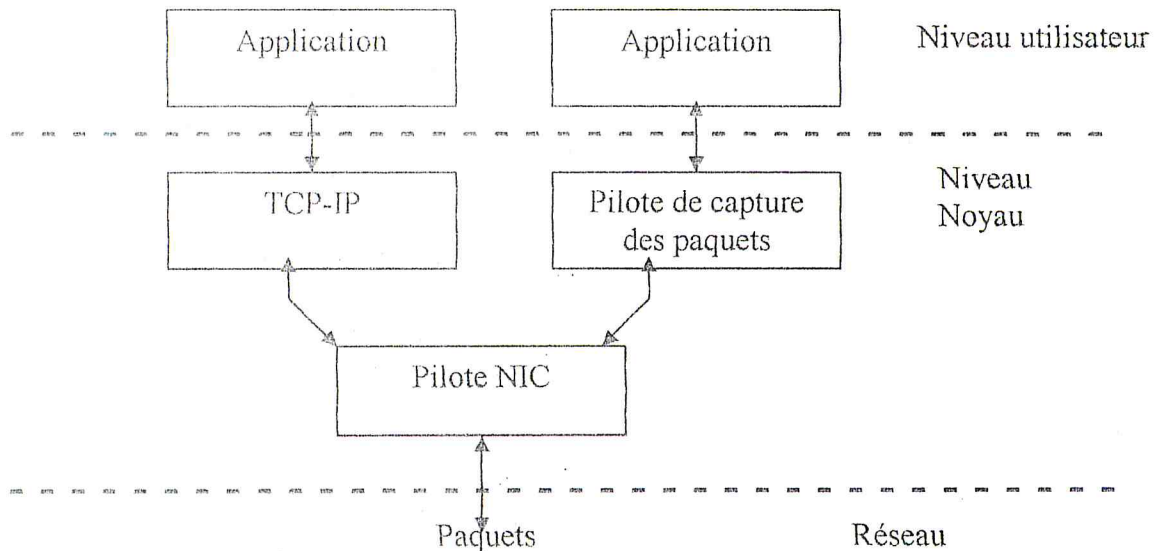 Application
Application
Niveau utilisateur
TCP-IP
Pilote de capture
des paquets
Niveau
Noyau
Pilote NIC
Paquets
Réseau